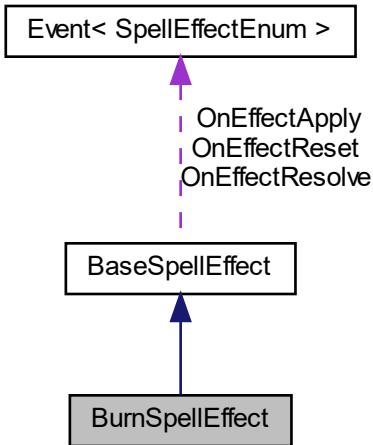 Event< SpellEffectEnum >
OnEffectApply
OnEffectReset
OnEffectResolve
BaseSpellEffect
BurnSpellEffect